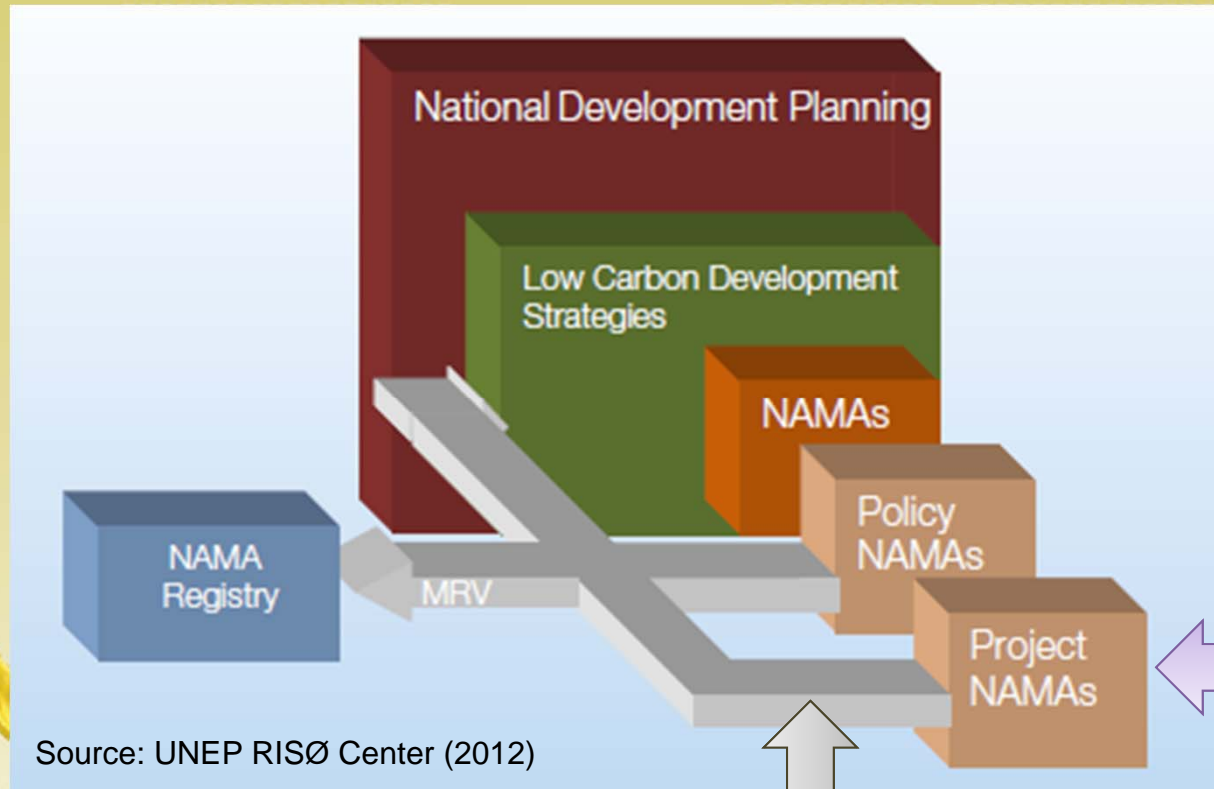 National Development Planning
Low Carbon Development
Strategies
NAMAs
Policy
NAMAs
NAMA
Registry
MRV
Project
NAMAs
Source: UNEP RISØ Center (2012)